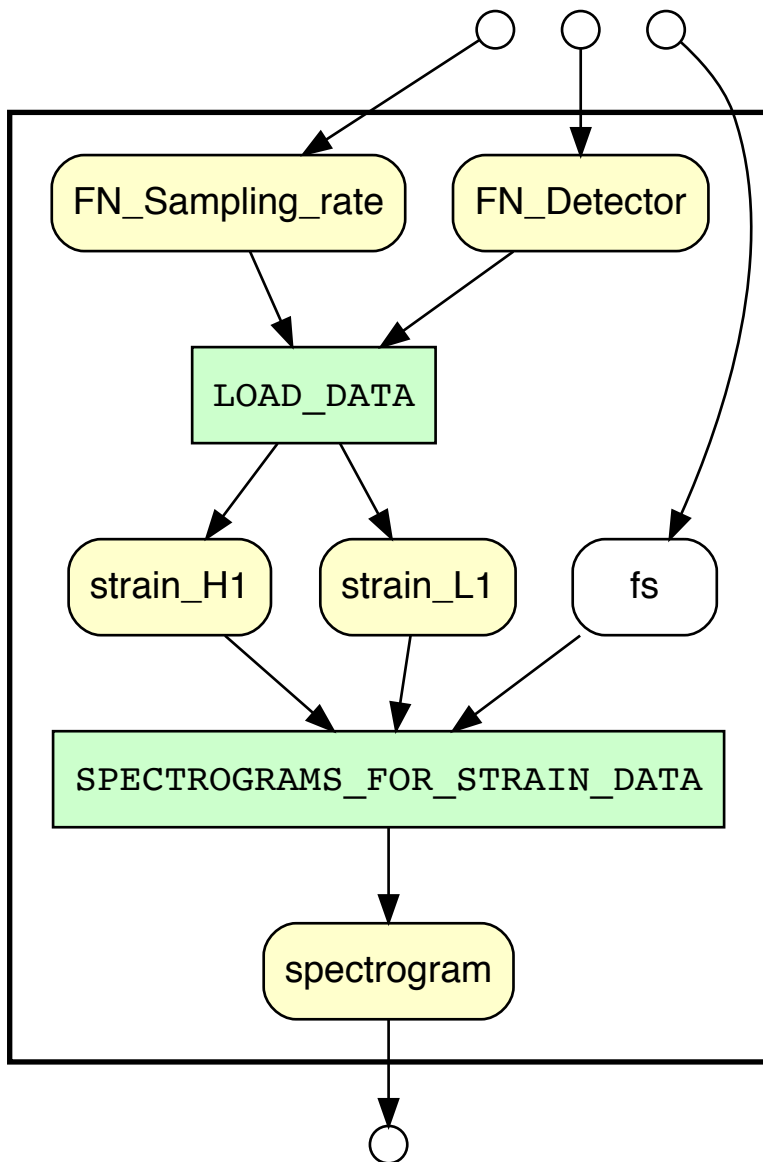 FN_Sampling_rate
FN_Detector
LOAD_DATA
strain_H1
strain_L1
fs
SPECTROGRAMS_FOR_STRAIN_DATA
spectrogram